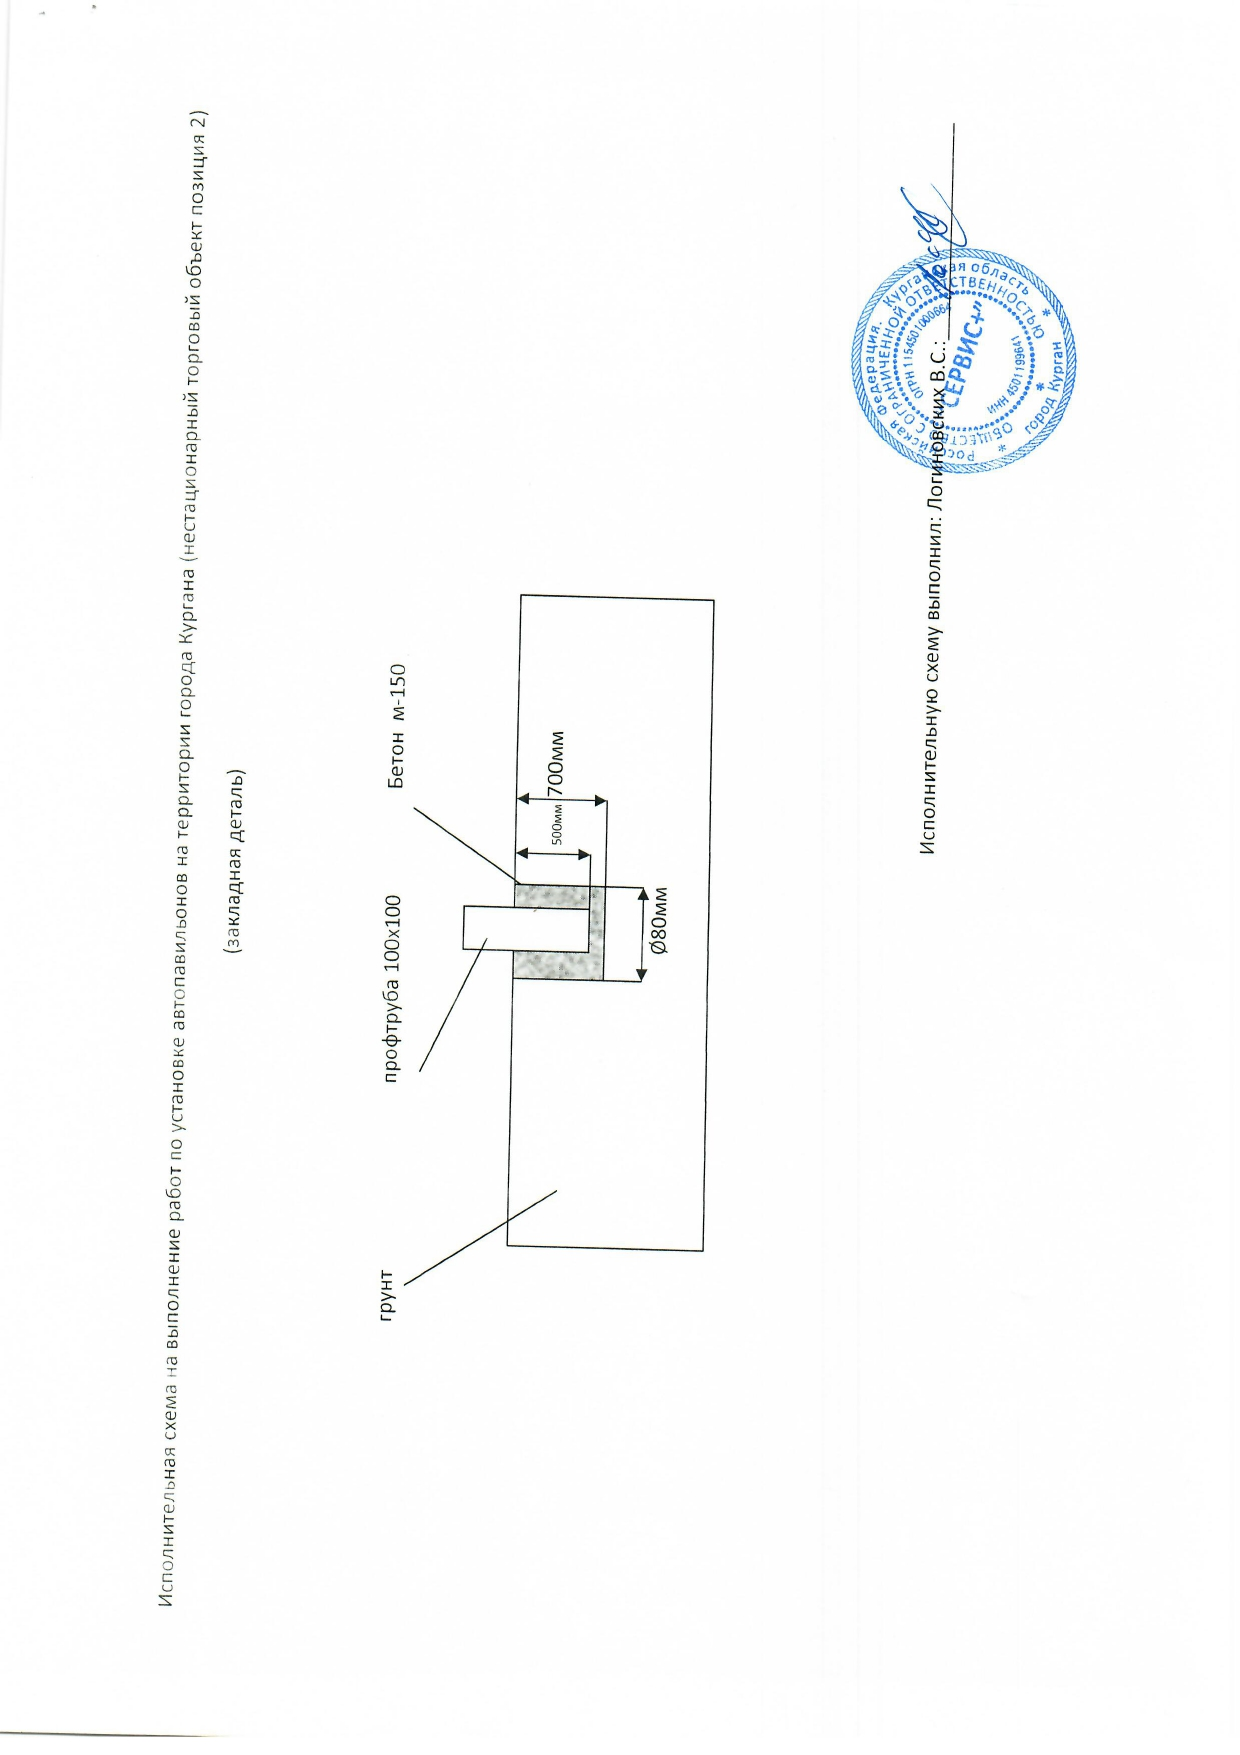 Исполнительная схема на выполнение работ по установке автопавильонов на территории города Кургана (нестационарный торговый объект позиция 2)
(закладная деталь)
грунт
профтруба 100х100
Бетон м-150
500мм
700мм
Ø80мм
Исполнительную схему выполнил: Логиновских В.С.:
Российская Федерация. Курганская область
* город Курган *
ОБЩЕСТВО С ОГРАНИЧЕННОЙ ОТВЕТСТВЕННОСТЬЮ *
ОГРН 1154501000664
"СЕРВИС+"
ИНН 4501199641